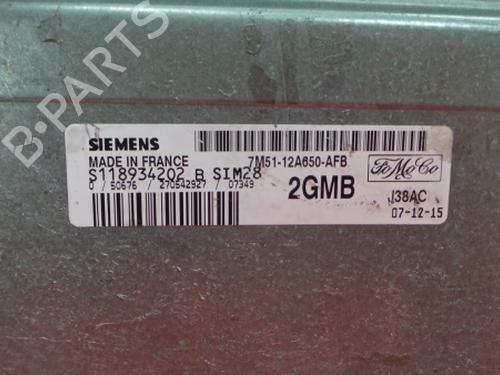 B-PARTS
SIEMENS
MADE IN FRANCE
7M51-12A650-AFB
S118934202 B SIM28
0 / 50676 / 270542927 / 07349
2GMB
FoMoCo
J38AC
07-12-15